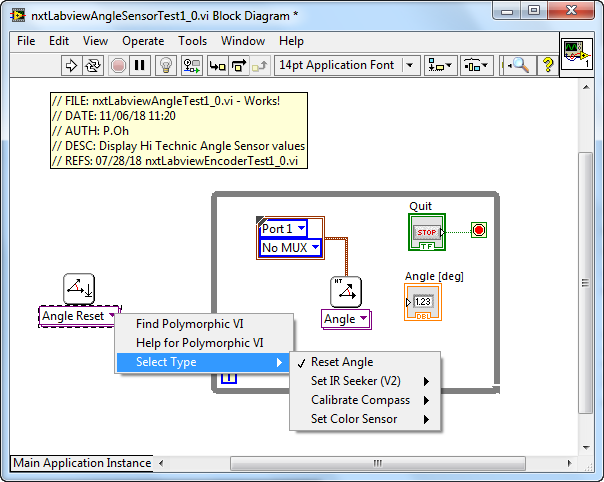 nxtLabviewAngleSensorTest1_0.vi Block Diagram *
File Edit View Operate Tools Window Help
14pt Application Font
1
// FILE: nxtLabviewAngleTest1_0.vi - Works!
// DATE: 11/06/18 11:20
// AUTH: P.Oh
// DESC: Display Hi Technic Angle Sensor values
// REFS: 07/28/18 nxtLabviewEncoderTest1_0.vi
Port 1
No MUX
Quit
STOP
TF
HT
Angle
Angle [deg]
1.23
DBL
Angle Reset
Find Polymorphic VI
Help for Polymorphic VI
Select Type
Reset Angle
Set IR Seeker (V2)
Calibrate Compass
Set Color Sensor
i
Main Application Instance